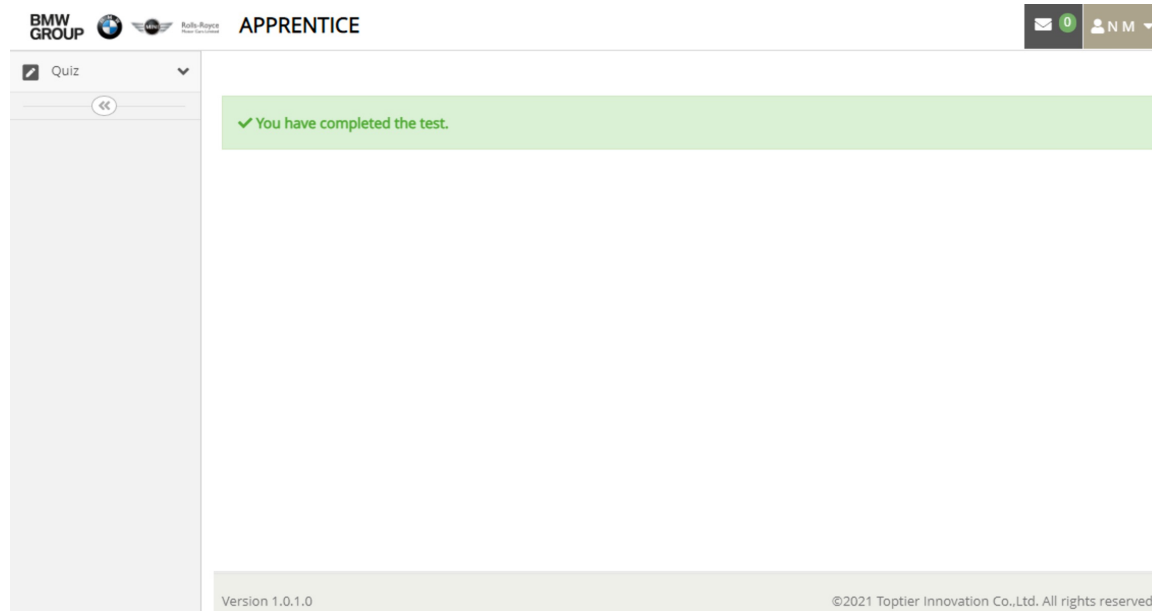 BMW
GROUP
MINI
Rolls-Royce
APPRENTICE
0
N M
Quiz
You have completed the test.
Version 1.0.1.0
©2021 Toptier Innovation Co.,Ltd. All rights reserved